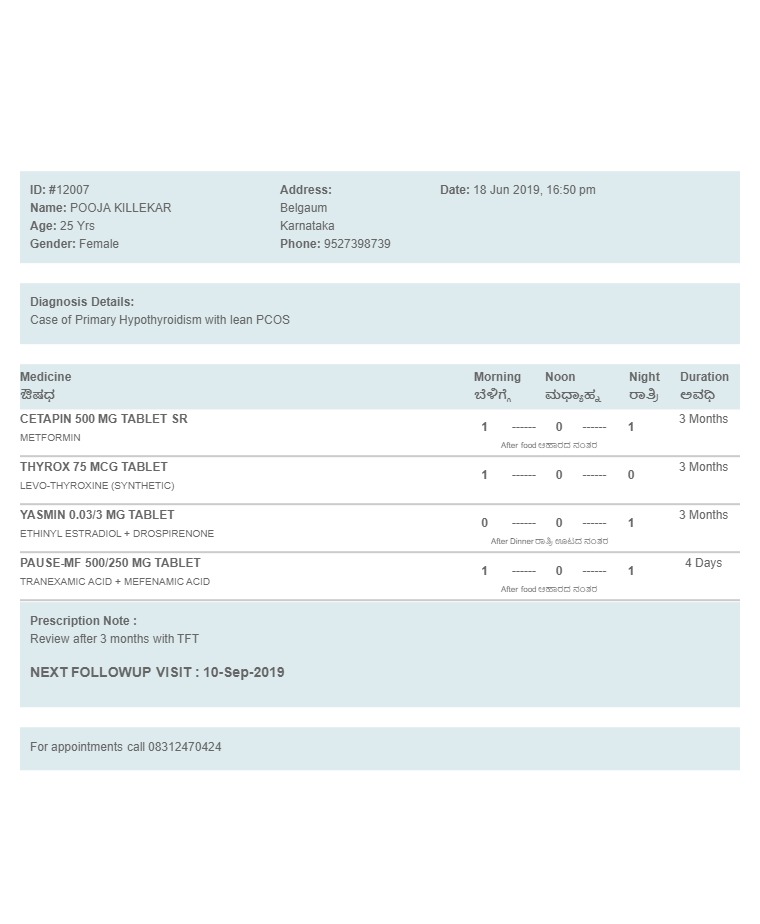 ID: #12007
Name: POOJA KILLEKAR
Age: 25 Yrs
Gender: Female
Address:
Belgaum
Karnataka
Phone: 9527398739
Date: 18 Jun 2019, 16:50 pm
Diagnosis Details:
Case of Primary Hypothyroidism with lean PCOS
Medicine Morning Noon Night Duration
ಔಷಧ ಬೆಳಿಗ್ಗೆ ಮಧ್ಯಾಹ್ನ ರಾತ್ರಿ ಅವಧಿ
CETAPIN 500 MG TABLET SR 1 ------ 0 ------ 1 3 Months
METFORMIN
After food ಆಹಾರದ ನಂತರ
THYROX 75 MCG TABLET 1 ------ 0 ------ 0 3 Months
LEVO-THYROXINE (SYNTHETIC)
YASMIN 0.03/3 MG TABLET 0 ------ 0 ------ 1 3 Months
ETHINYL ESTRADIOL + DROSPIRENONE
After Dinner ರಾತ್ರಿ ಊಟದ ನಂತರ
PAUSE-MF 500/250 MG TABLET 1 ------ 0 ------ 1 4 Days
TRANEXAMIC ACID + MEFENAMIC ACID
After food ಆಹಾರದ ನಂತರ
Prescription Note :
Review after 3 months with TFT
NEXT FOLLOWUP VISIT : 10-Sep-2019
For appointments call 08312470424